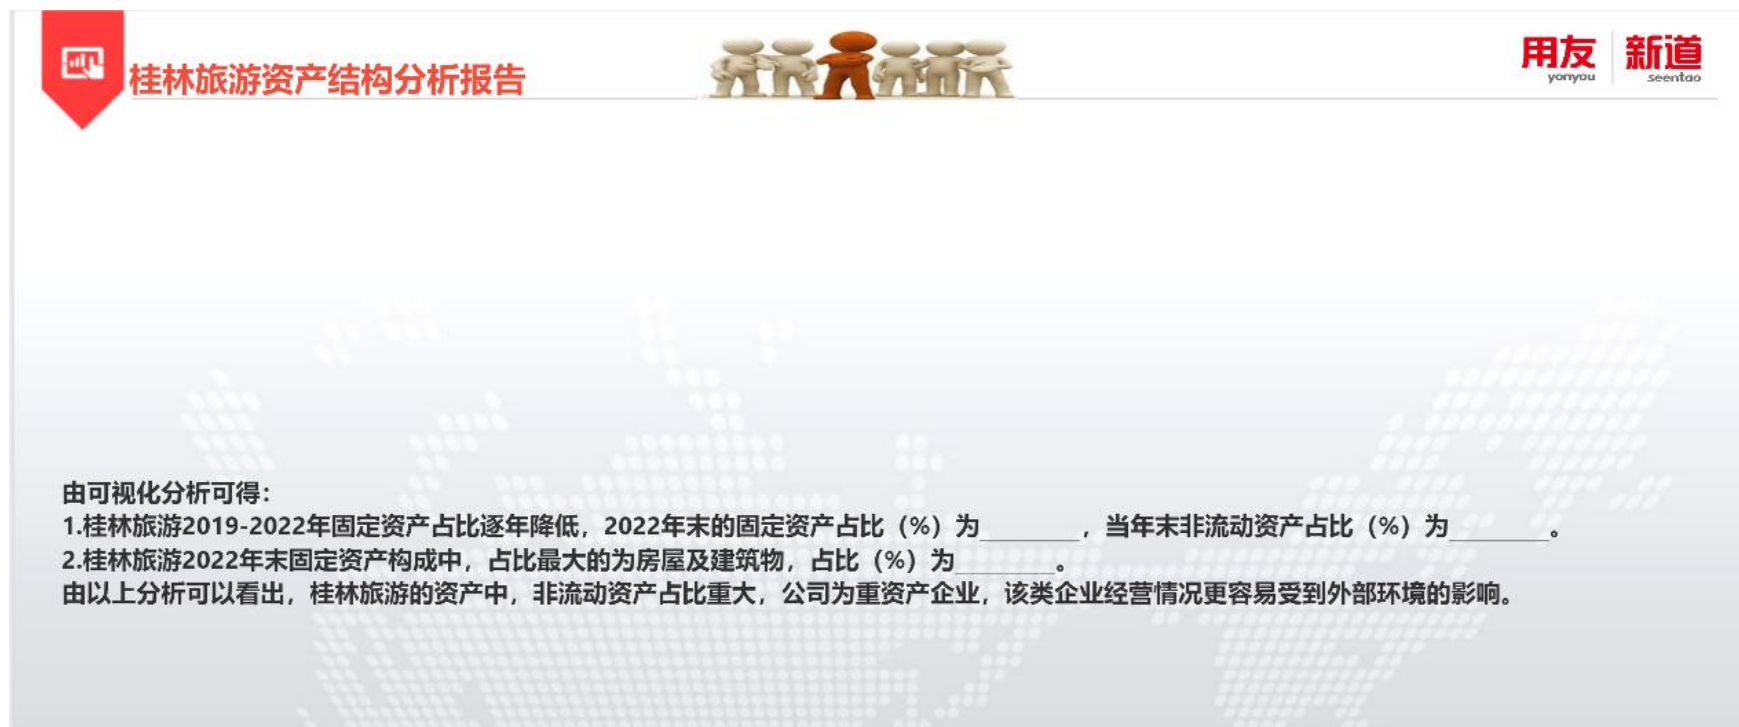 桂林旅游资产结构分析报告
用友 新道
yonyou seentao
由可视化分析可得：
1.桂林旅游2019-2022年固定资产占比逐年降低，2022年末的固定资产占比（%）为________，当年末非流动资产占比（%）为________。
2.桂林旅游2022年末固定资产构成中，占比最大的为房屋及建筑物，占比（%）为________。
由以上分析可以看出，桂林旅游的资产中，非流动资产占比重大，公司为重资产企业，该类企业经营情况更容易受到外部环境的影响。